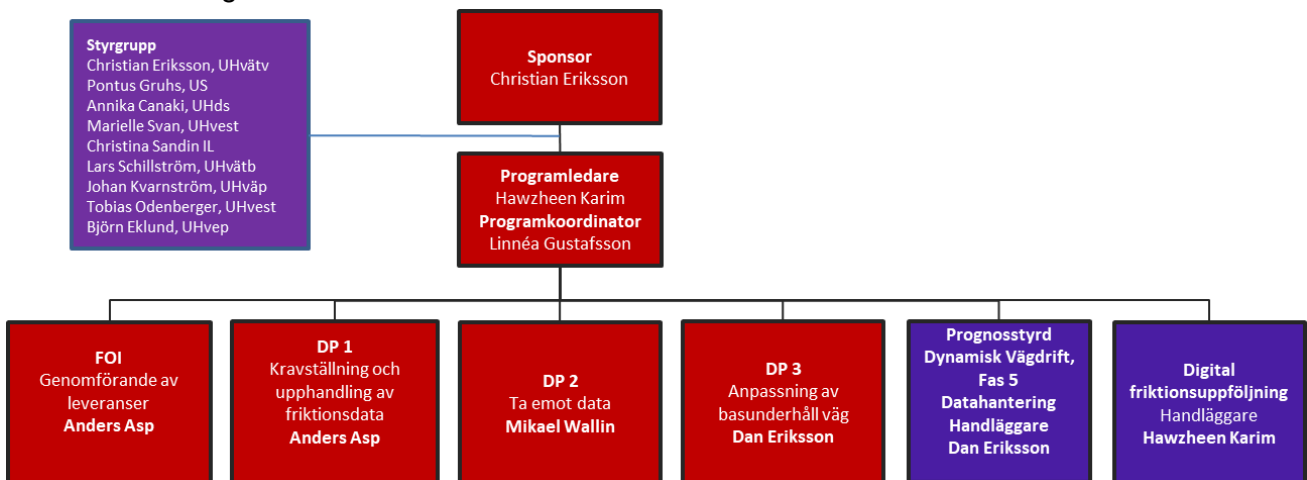 Styrgrupp
Christian Eriksson, UHvätv
Pontus Gruhs, US
Annika Canaki, UHds
Marielle Svan, UHvest
Christina Sandin IL
Lars Schillström, UHvätb
Johan Kvarnström, UHväp
Tobias Odenberger, UHvest
Björn Eklund, UHvep
Sponsor
Christian Eriksson
Programledare
Hawzheen Karim
Programkoordinator
Linnéa Gustafsson
FOI
Genomförande av
leveranser
Anders Asp
DP 1
Kravställning och
upphandling av
friktionsdata
Anders Asp
DP 2
Ta emot data
Mikael Wallin
DP 3
Anpassning av
basunderhåll väg
Dan Eriksson
Prognosstyrd
Dynamisk Vägdrift,
Fas 5
Datahantering
Handläggare
Dan Eriksson
Digital
friktionsuppföljning
Handläggare
Hawzheen Karim